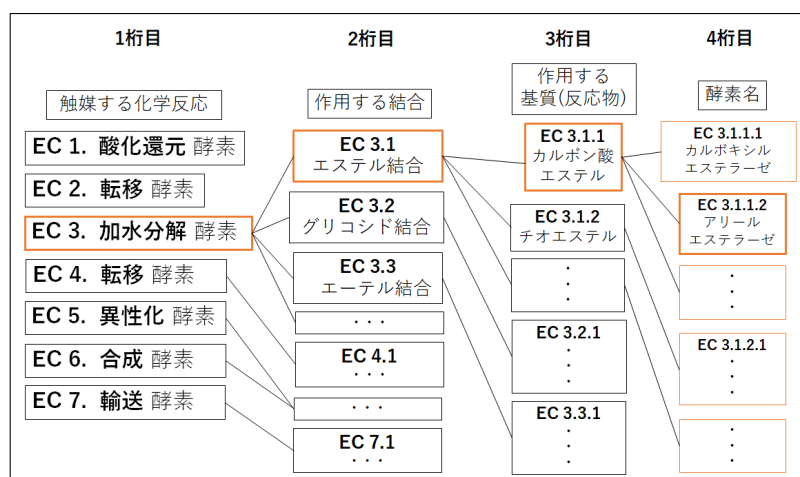 1桁目
2桁目
3桁目
4桁目
触媒する化学反応
作用する結合
作用する
基質(反応物)
酵素名
EC 1. 酸化還元 酵素
EC 2. 転移 酵素
EC 3. 加水分解 酵素
EC 4. 転移 酵素
EC 5. 異性化 酵素
EC 6. 合成 酵素
EC 7. 輸送 酵素
EC 3.1
エステル結合
EC 3.2
グリコシド結合
EC 3.3
エーテル結合
・・・
EC 4.1
・・・
・・・
EC 7.1
・・・
EC 3.1.1
カルボン酸
エステル
EC 3.1.2
チオエステル
・
・
・
EC 3.2.1
・
・
・
EC 3.3.1
・
・
・
EC 3.1.1.1
カルボキシル
エステラーゼ
EC 3.1.1.2
アリール
エステラーゼ
・
・
・
EC 3.1.2.1
・
・
・
・
・
・